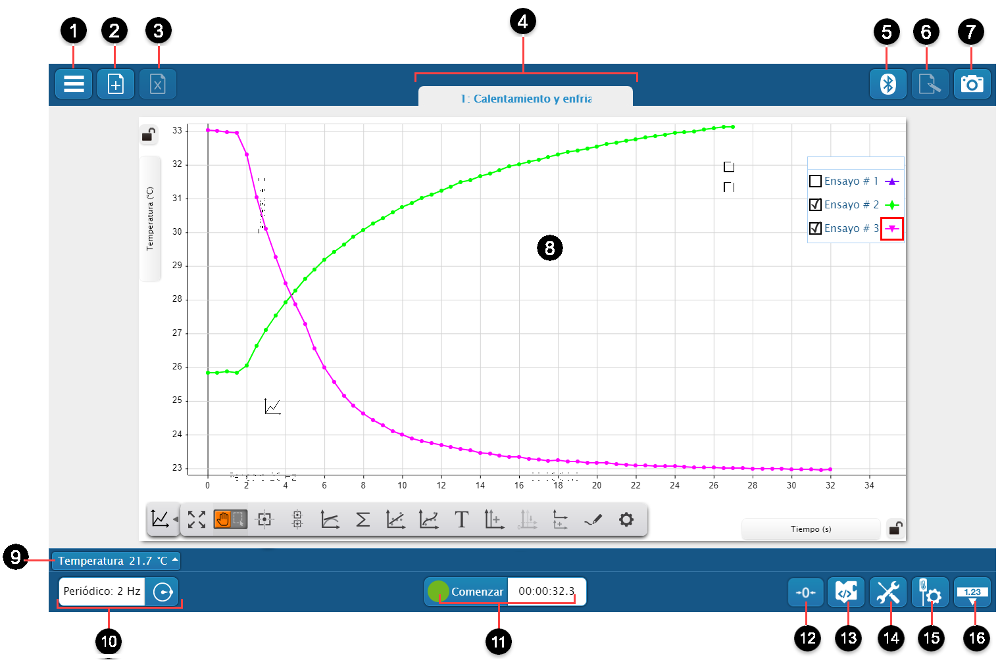 1 2 3 4 5 6 7
1: Calentamiento y enfria
33
32
31
30
29
28
27
26
25
24
23
Temperatura (°C)
Ensayo # 1
Ensayo # 2
Ensayo # 3
8
0 2 4 6 8 10 12 14 16 18 20 22 24 26 28 30 32 34
T
Tiempo (s)
9
Temperatura 21.7 °C
Periódico: 2 Hz
Comenzar 00:00:32.3
→0←
</>
1.23
10 11 12 13 14 15 16